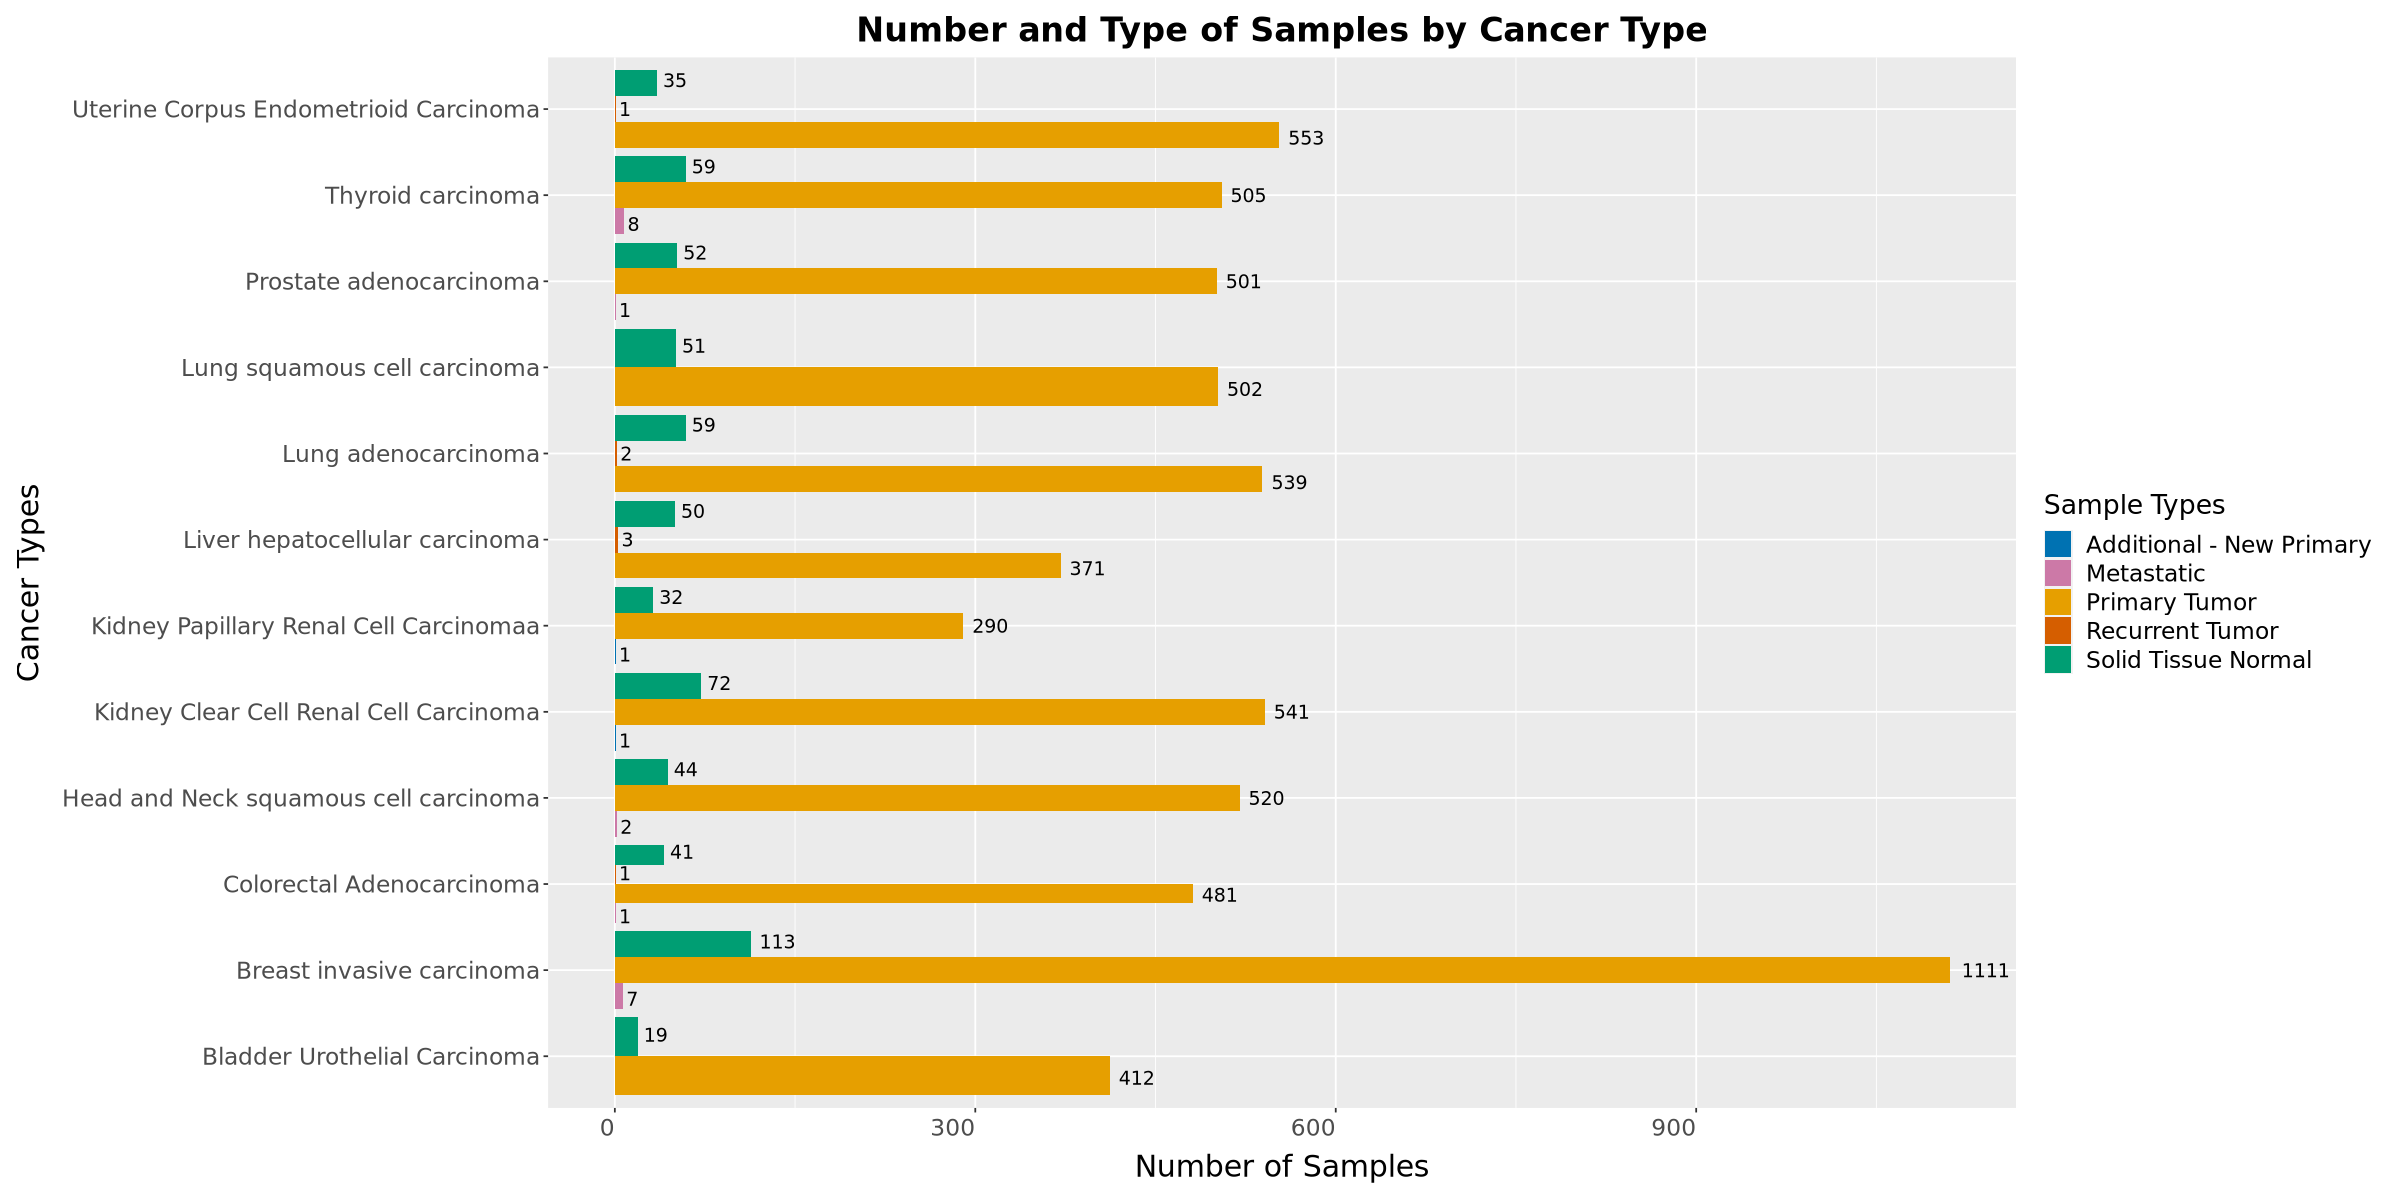 Number and Type of Samples by Cancer Type
Cancer Types
Uterine Corpus Endometrioid Carcinoma
35
1
553
Thyroid carcinoma
59
505
8
Prostate adenocarcinoma
52
501
1
Lung squamous cell carcinoma
51
502
Lung adenocarcinoma
59
2
539
Liver hepatocellular carcinoma
50
3
371
Kidney Papillary Renal Cell Carcinomaa
32
290
1
Kidney Clear Cell Renal Cell Carcinoma
72
541
1
Head and Neck squamous cell carcinoma
44
520
2
Colorectal Adenocarcinoma
41
1
481
1
Breast invasive carcinoma
113
1111
7
Bladder Urothelial Carcinoma
19
412
0 300 600 900
Number of Samples
Sample Types
Additional - New Primary
Metastatic
Primary Tumor
Recurrent Tumor
Solid Tissue Normal